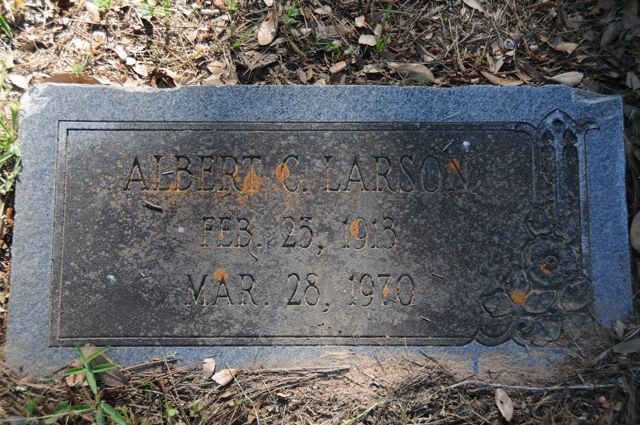 ALBERT C. LARSON
FEB. 25, 1913
MAR. 28, 1970